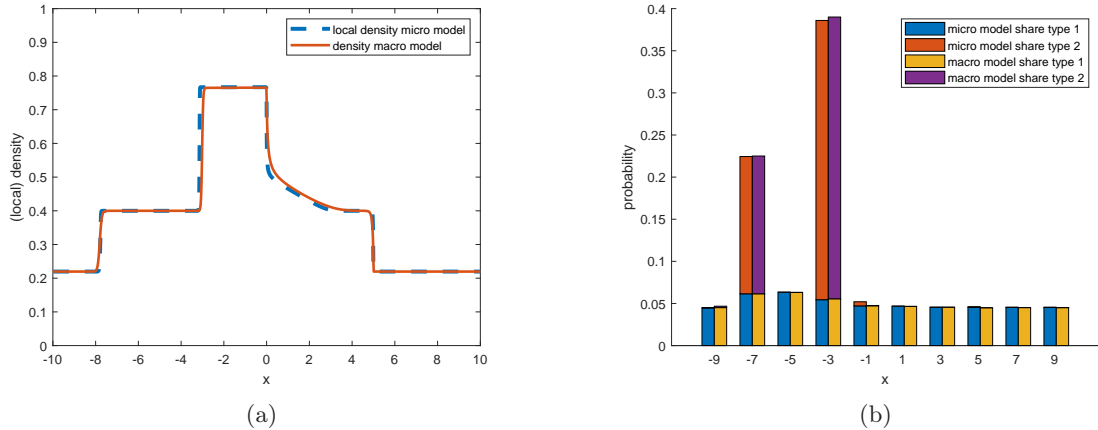 1
0.9
0.8
0.7
0.6
0.5
0.4
0.3
0.2
0.1
0
(local) density
-10 -8 -6 -4 -2 0 2 4 6 8 10
x
local density micro model
density macro model
(a)
0.4
0.35
0.3
0.25
0.2
0.15
0.1
0.05
0
probability
-9 -7 -5 -3 -1 1 3 5 7 9
x
micro model share type 1
micro model share type 2
macro model share type 1
macro model share type 2
(b)